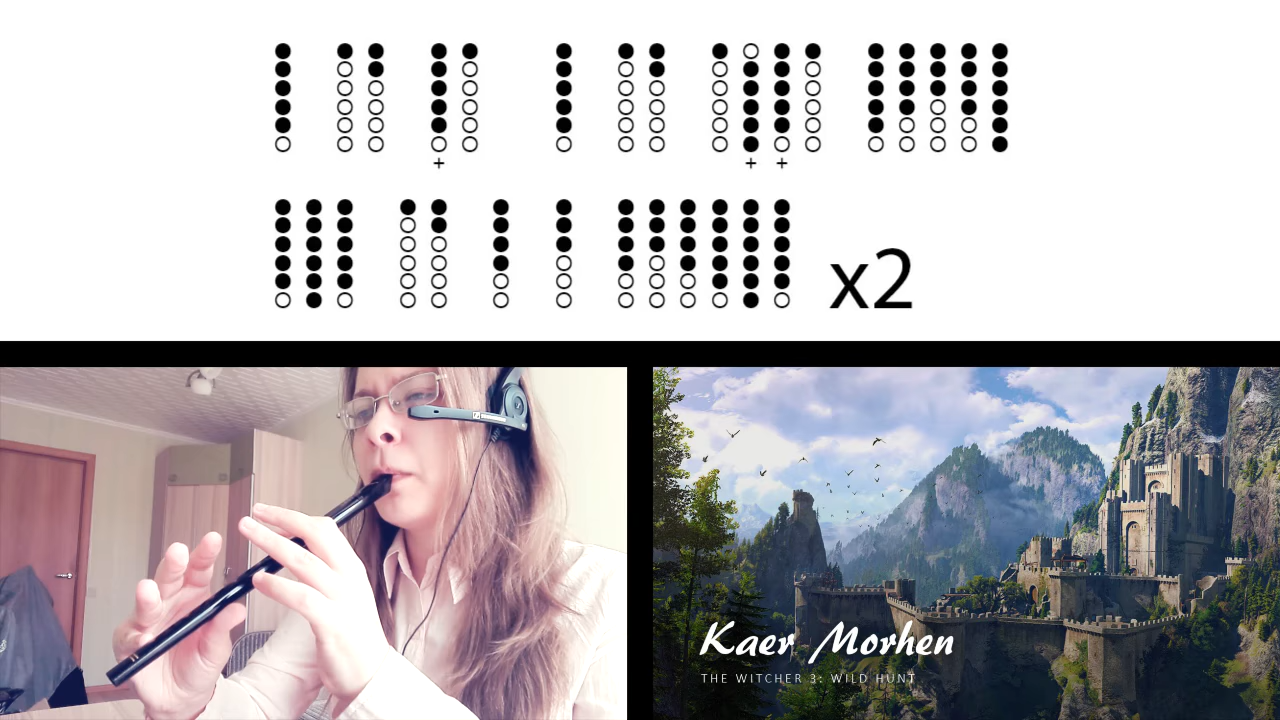 +
+ +
x2
Kaer Morhen
THE WITCHER 3: WILD HUNT